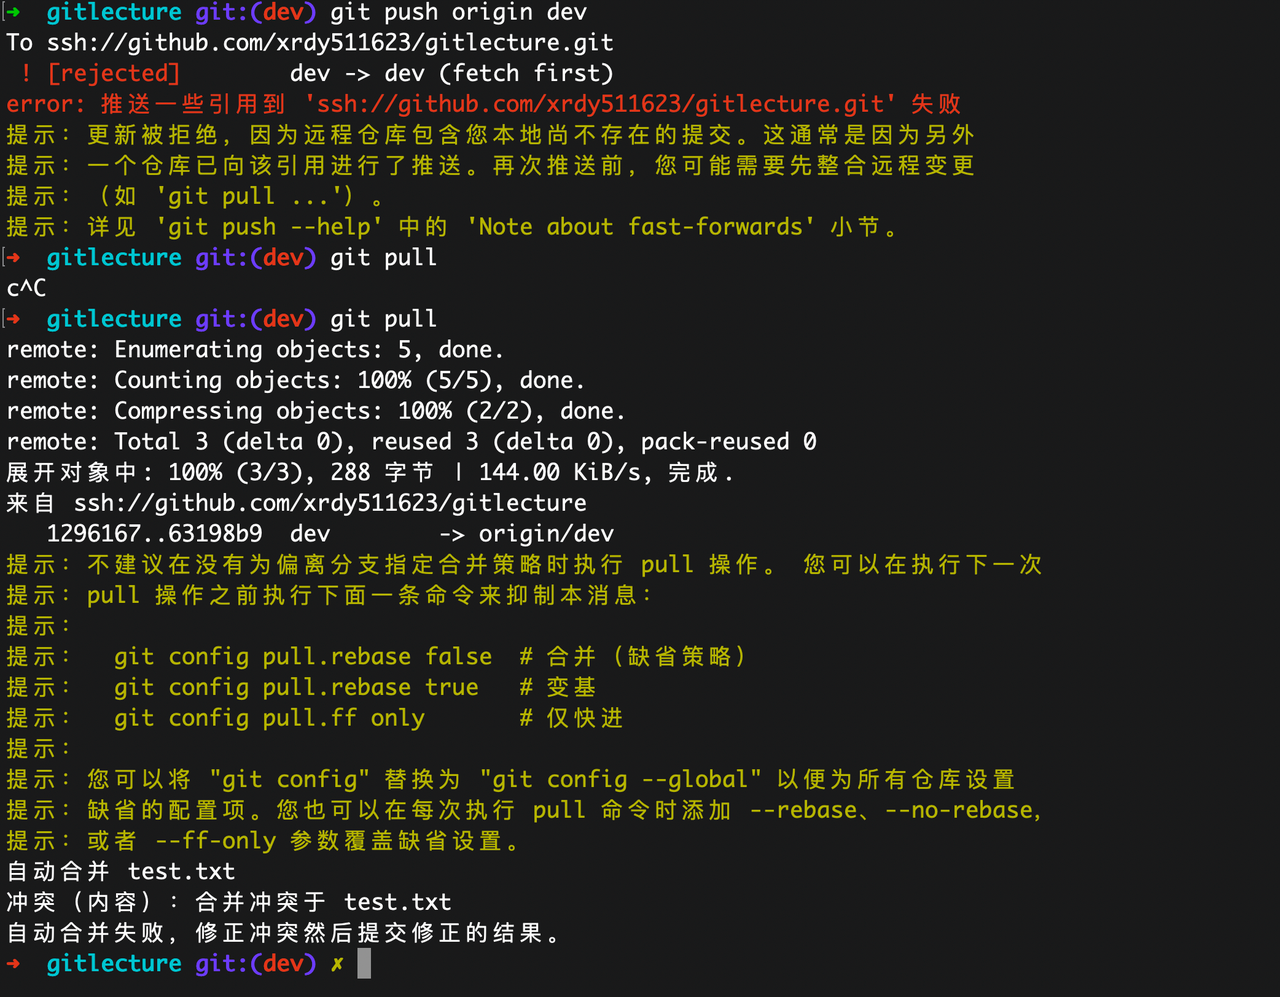 ➜  gitlecture git:(dev) git push origin dev
To ssh://github.com/xrdy511623/gitlecture.git
 ! [rejected]        dev -> dev (fetch first)
error: 推送一些引用到 'ssh://github.com/xrdy511623/gitlecture.git' 失败
提示：更新被拒绝，因为远程仓库包含您本地尚不存在的提交。这通常是因为另外
提示：一个仓库已向该引用进行了推送。再次推送前，您可能需要先整合远程变更
提示：（如 'git pull ...'）。
提示：详见 'git push --help' 中的 'Note about fast-forwards' 小节。
➜  gitlecture git:(dev) git pull
c^C
➜  gitlecture git:(dev) git pull
remote: Enumerating objects: 5, done.
remote: Counting objects: 100% (5/5), done.
remote: Compressing objects: 100% (2/2), done.
remote: Total 3 (delta 0), reused 3 (delta 0), pack-reused 0
展开对象中: 100% (3/3), 288 字节 | 144.00 KiB/s, 完成.
来自 ssh://github.com/xrdy511623/gitlecture
   1296167..63198b9  dev        -> origin/dev
提示：不建议在没有为偏离分支指定合并策略时执行 pull 操作。 您可以在执行下一次
提示：pull 操作之前执行下面一条命令来抑制本消息：
提示：
提示：  git config pull.rebase false  # 合并（缺省策略）
提示：  git config pull.rebase true   # 变基
提示：  git config pull.ff only       # 仅快进
提示：
提示：您可以将 "git config" 替换为 "git config --global" 以便为所有仓库设置
提示：缺省的配置项。您也可以在每次执行 pull 命令时添加 --rebase、--no-rebase，
提示：或者 --ff-only 参数覆盖缺省设置。
自动合并 test.txt
冲突（内容）：合并冲突于 test.txt
自动合并失败，修正冲突然后提交修正的结果。
➜  gitlecture git:(dev) ✗